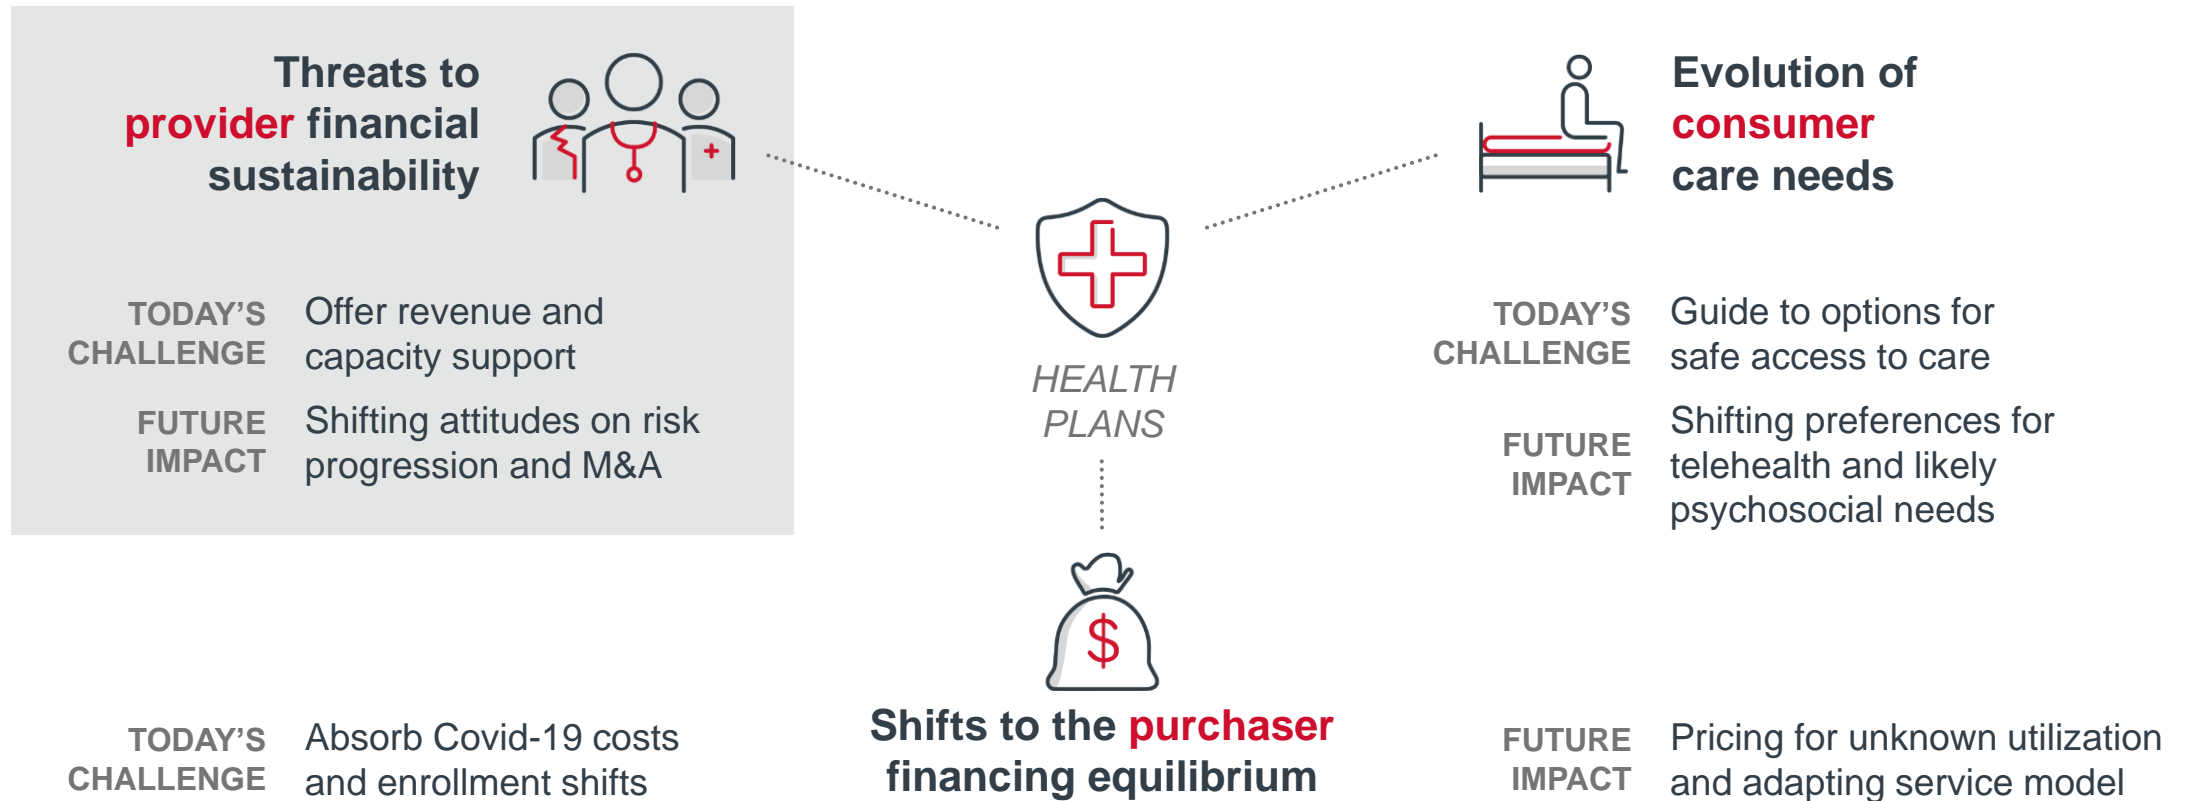 Threats to
provider financial
sustainability
TODAY'S
CHALLENGE
Offer revenue and
capacity support
FUTURE
IMPACT
Shifting attitudes on risk
progression and M&A
HEALTH
PLANS
Evolution of
consumer
care needs
TODAY'S
CHALLENGE
Guide to options for
safe access to care
FUTURE
IMPACT
Shifting preferences for
telehealth and likely
psychosocial needs
$
Shifts to the purchaser
financing equilibrium
TODAY'S
CHALLENGE
Absorb Covid-19 costs
and enrollment shifts
FUTURE
IMPACT
Pricing for unknown utilization
and adapting service model